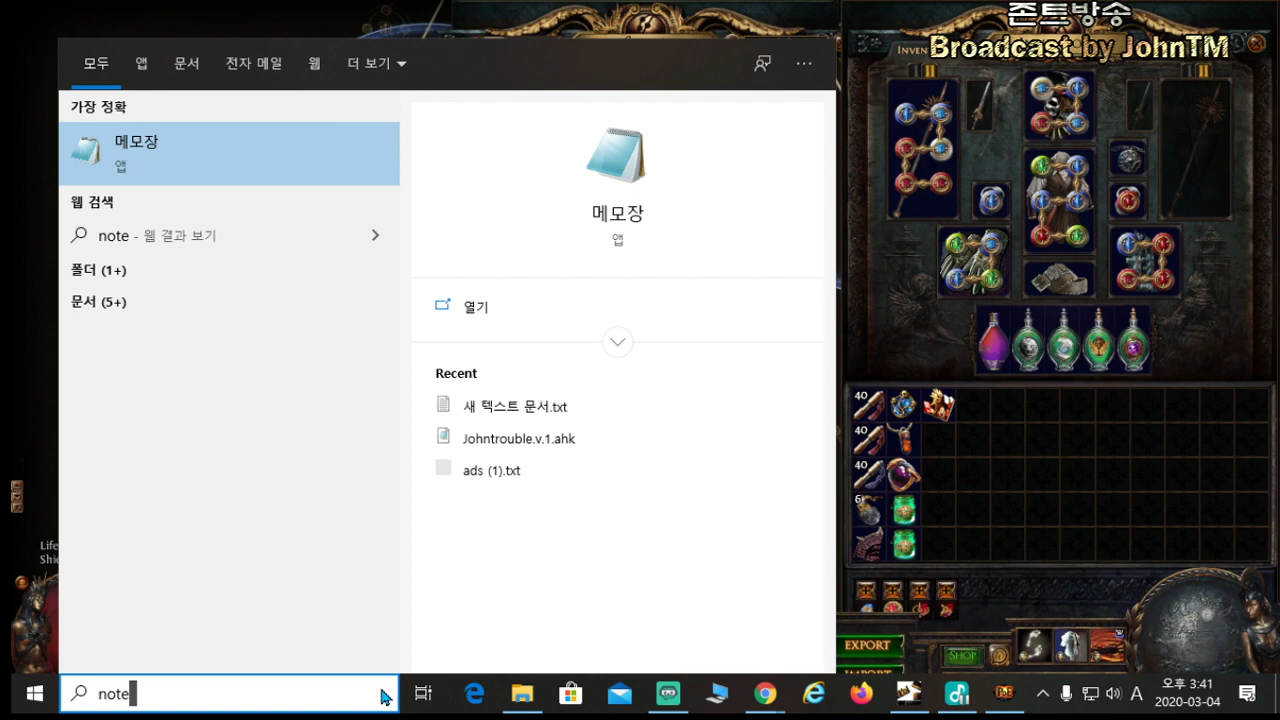 존트방송
INVEN
Broadcast by JohnTM
모두 앱 문서 전자 메일 웹 더 보기
가장 정확
메모장
앱
웹 검색
note - 웹 결과 보기
폴더 (1+)
문서 (5+)
메모장
앱
열기
Recent
새 텍스트 문서.txt
Johntrouble.v.1.ahk
ads (1).txt
40
40
40
6
Life
Shie
EXPORT
SHOP
IMPORT
note
A
오후 3:41
2020-03-04